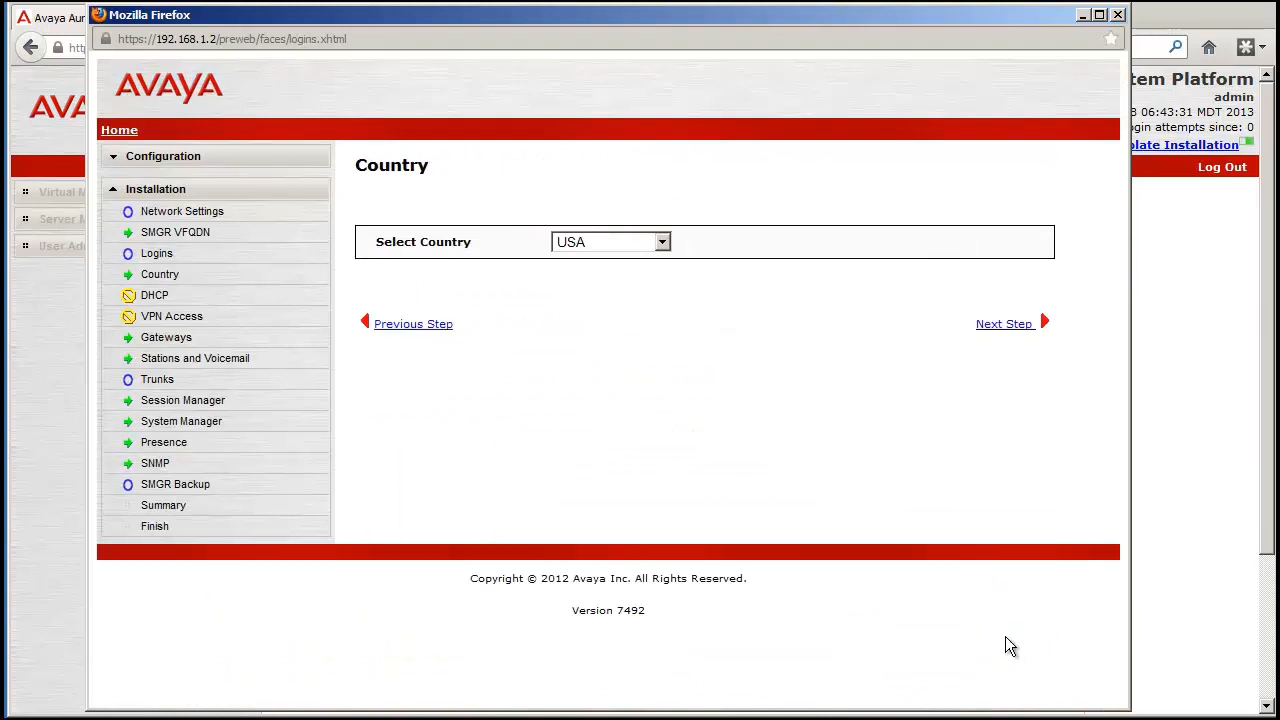 Mozilla Firefox
Avaya Aur
https://192.168.1.2/preweb/faces/logins.xhtml
AVAYA
tem Platform
admin
06:43:31 MDT 2013
gin attempts since: 0
plate Installation
Log Out
Home
Configuration
Installation
Network Settings
SMGR VFQDN
Logins
Country
DHCP
VPN Access
Gateways
Stations and Voicemail
Trunks
Session Manager
System Manager
Presence
SNMP
SMGR Backup
Summary
Finish
Country
Select Country USA
Previous Step Next Step
Copyright © 2012 Avaya Inc. All Rights Reserved.
Version 7492
AVA
Virtual M
Server M
User Ad